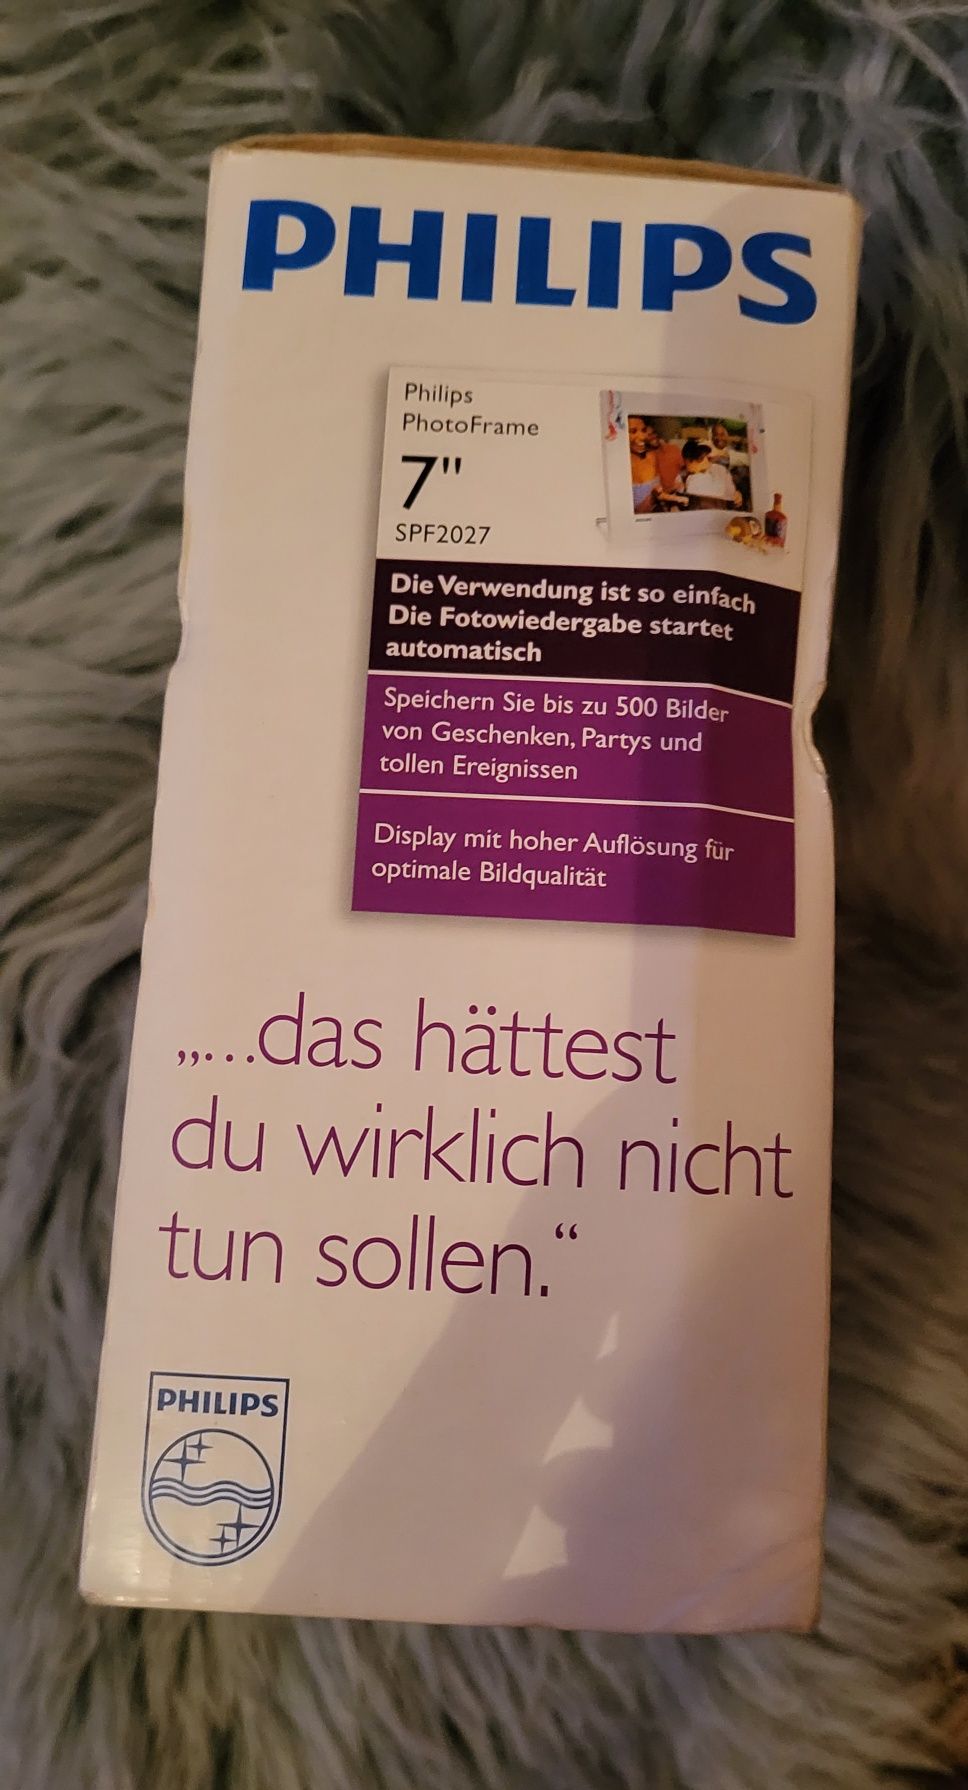 PHILIPS
Philips
PhotoFrame
7"
SPF2027
Die Verwendung ist so einfach
Die Fotowiedergabe startet
automatisch
Speichern Sie bis zu 500 Bilder
von Geschenken, Partys und
tollen Ereignissen
Display mit hoher Auflösung für
optimale Bildqualität
„...das hättest
du wirklich nicht
tun sollen.“
PHILIPS